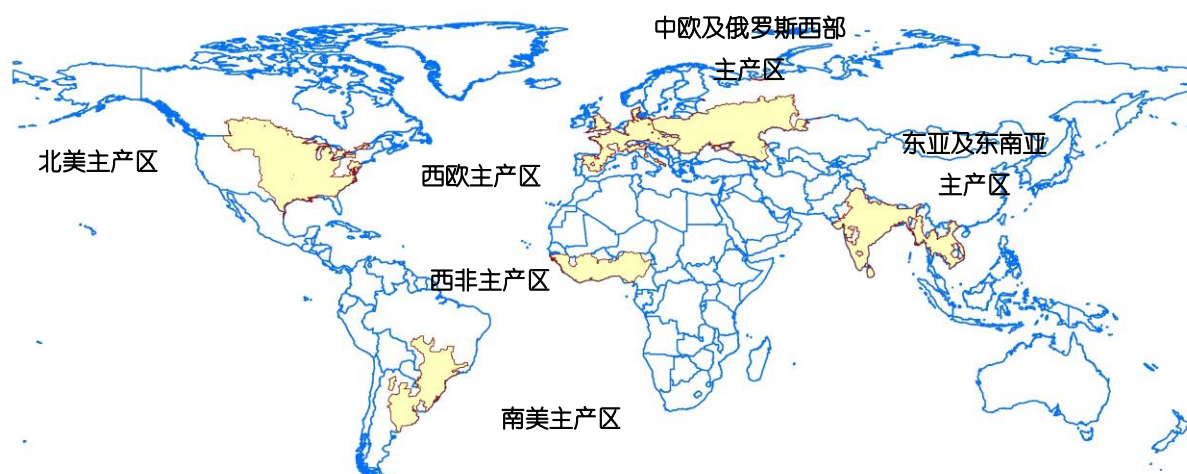 中欧及俄罗斯西部
主产区
北美主产区
西欧主产区
东亚及东南亚
主产区
西非主产区
南美主产区